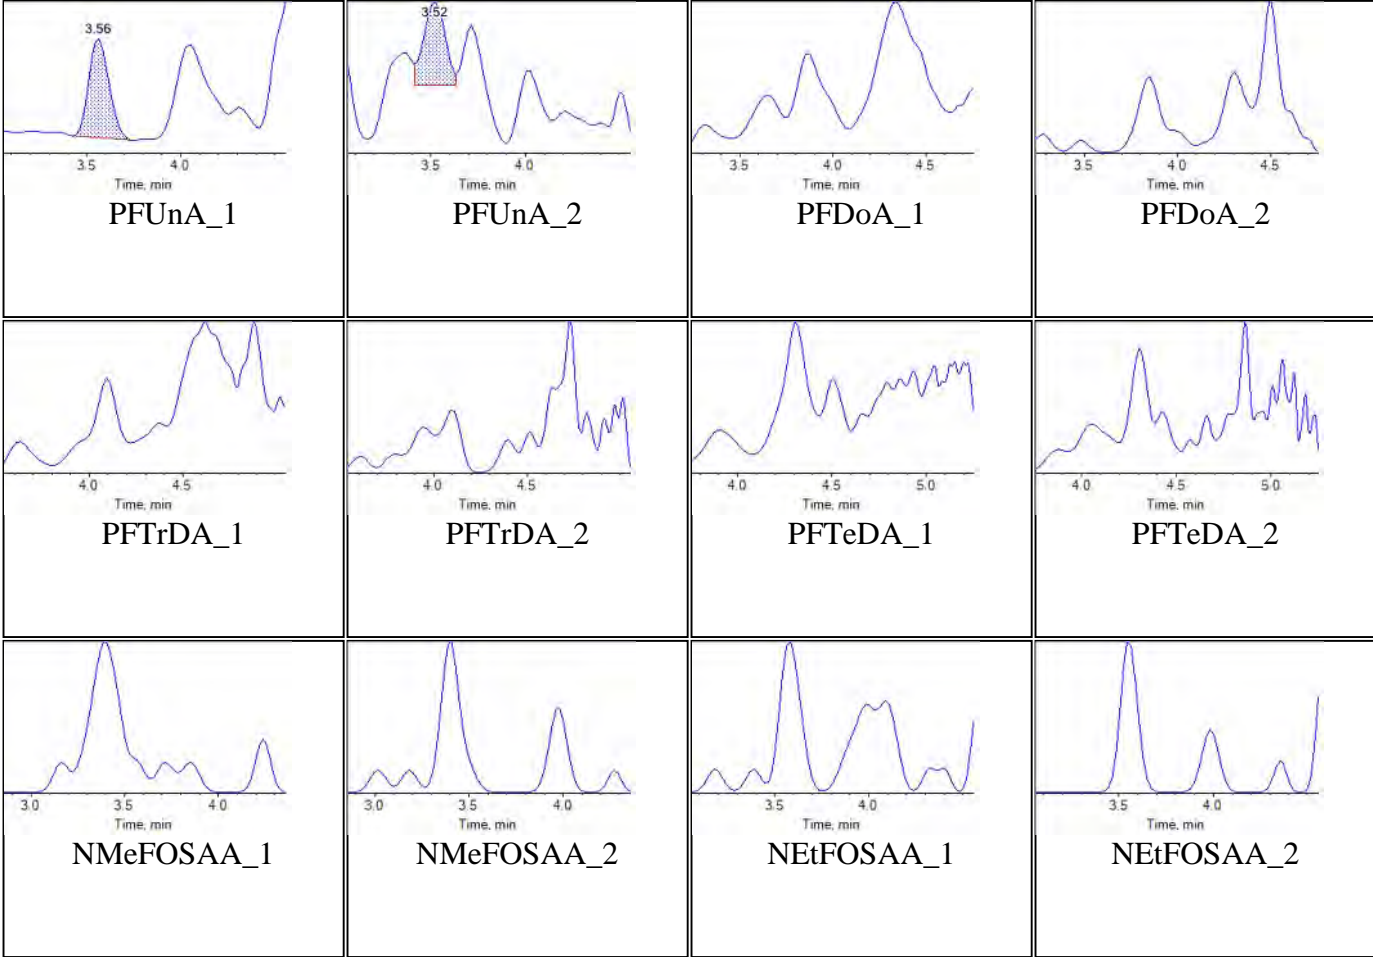 3.56
3.5 4.0
Time, min
PFUnA_1
3.52
3.5 4.0
Time, min
PFUnA_2
3.5 4.0 4.5
Time, min
PFDoA_1
3.5 4.0 4.5
Time, min
PFDoA_2
4.0 4.5
Time, min
PFTrDA_1
4.0 4.5
Time, min
PFTrDA_2
4.0 4.5 5.0
Time, min
PFTeDA_1
4.0 4.5 5.0
Time, min
PFTeDA_2
3.0 3.5 4.0
Time, min
NMeFOSAA_1
3.0 3.5 4.0
Time, min
NMeFOSAA_2
3.5 4.0
Time, min
NEtFOSAA_1
3.5 4.0
Time, min
NEtFOSAA_2